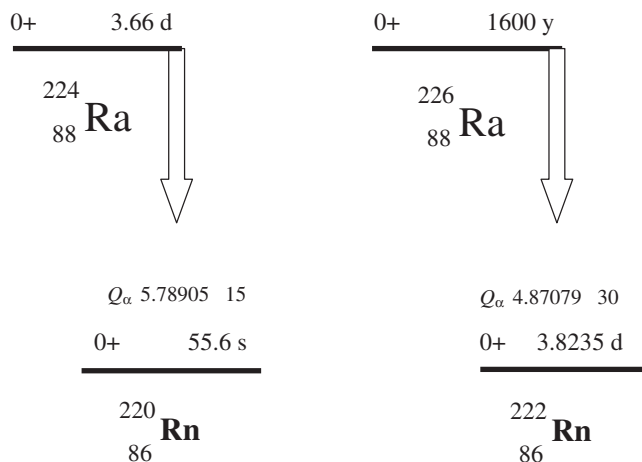 0+ 3.66 d
224
88 Ra
Qα 5.78905 15
0+ 55.6 s
220
86 Rn
0+ 1600 y
226
88 Ra
Qα 4.87079 30
0+ 3.8235 d
222
86 Rn